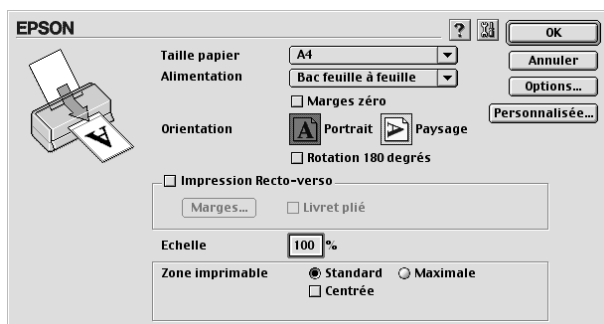 EPSON
?
OK
Taille papier
A4
Annuler
Alimentation
Bac feuille à feuille
Options...
Marges zéro
Personnalisée...
Orientation
A
Portrait
Paysage
Rotation 180 degrés
Impression Recto-verso
Marges...
Livret plié
Echelle
100 %
Zone imprimable
Standard
Maximale
Centrée
A